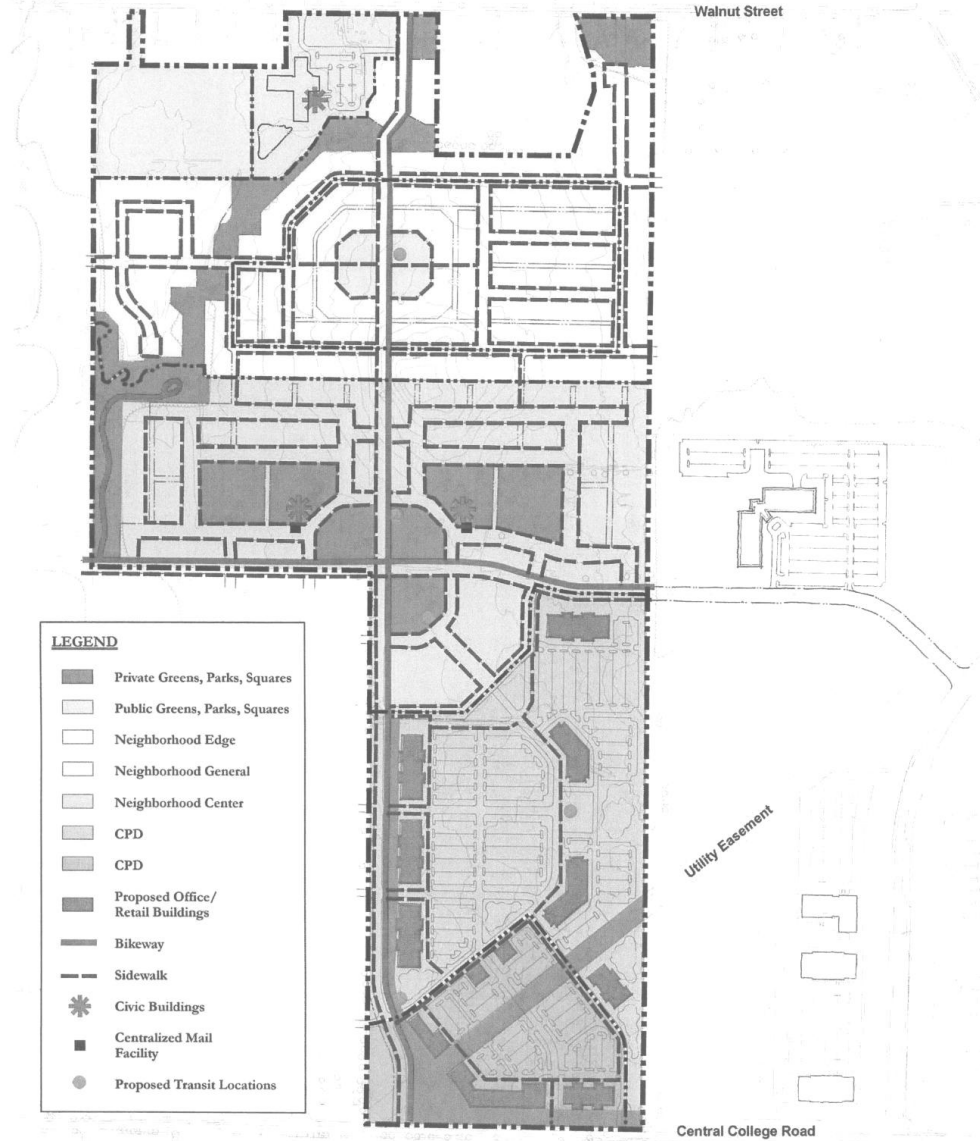 Walnut Street
LEGEND
Private Greens, Parks, Squares
Public Greens, Parks, Squares
Neighborhood Edge
Neighborhood General
Neighborhood Center
CPD
CPD
Proposed Office/
Retail Buildings
Bikeway
Sidewalk
Civic Buildings
Centralized Mail
Facility
Proposed Transit Locations
Utility Easement
Central College Road